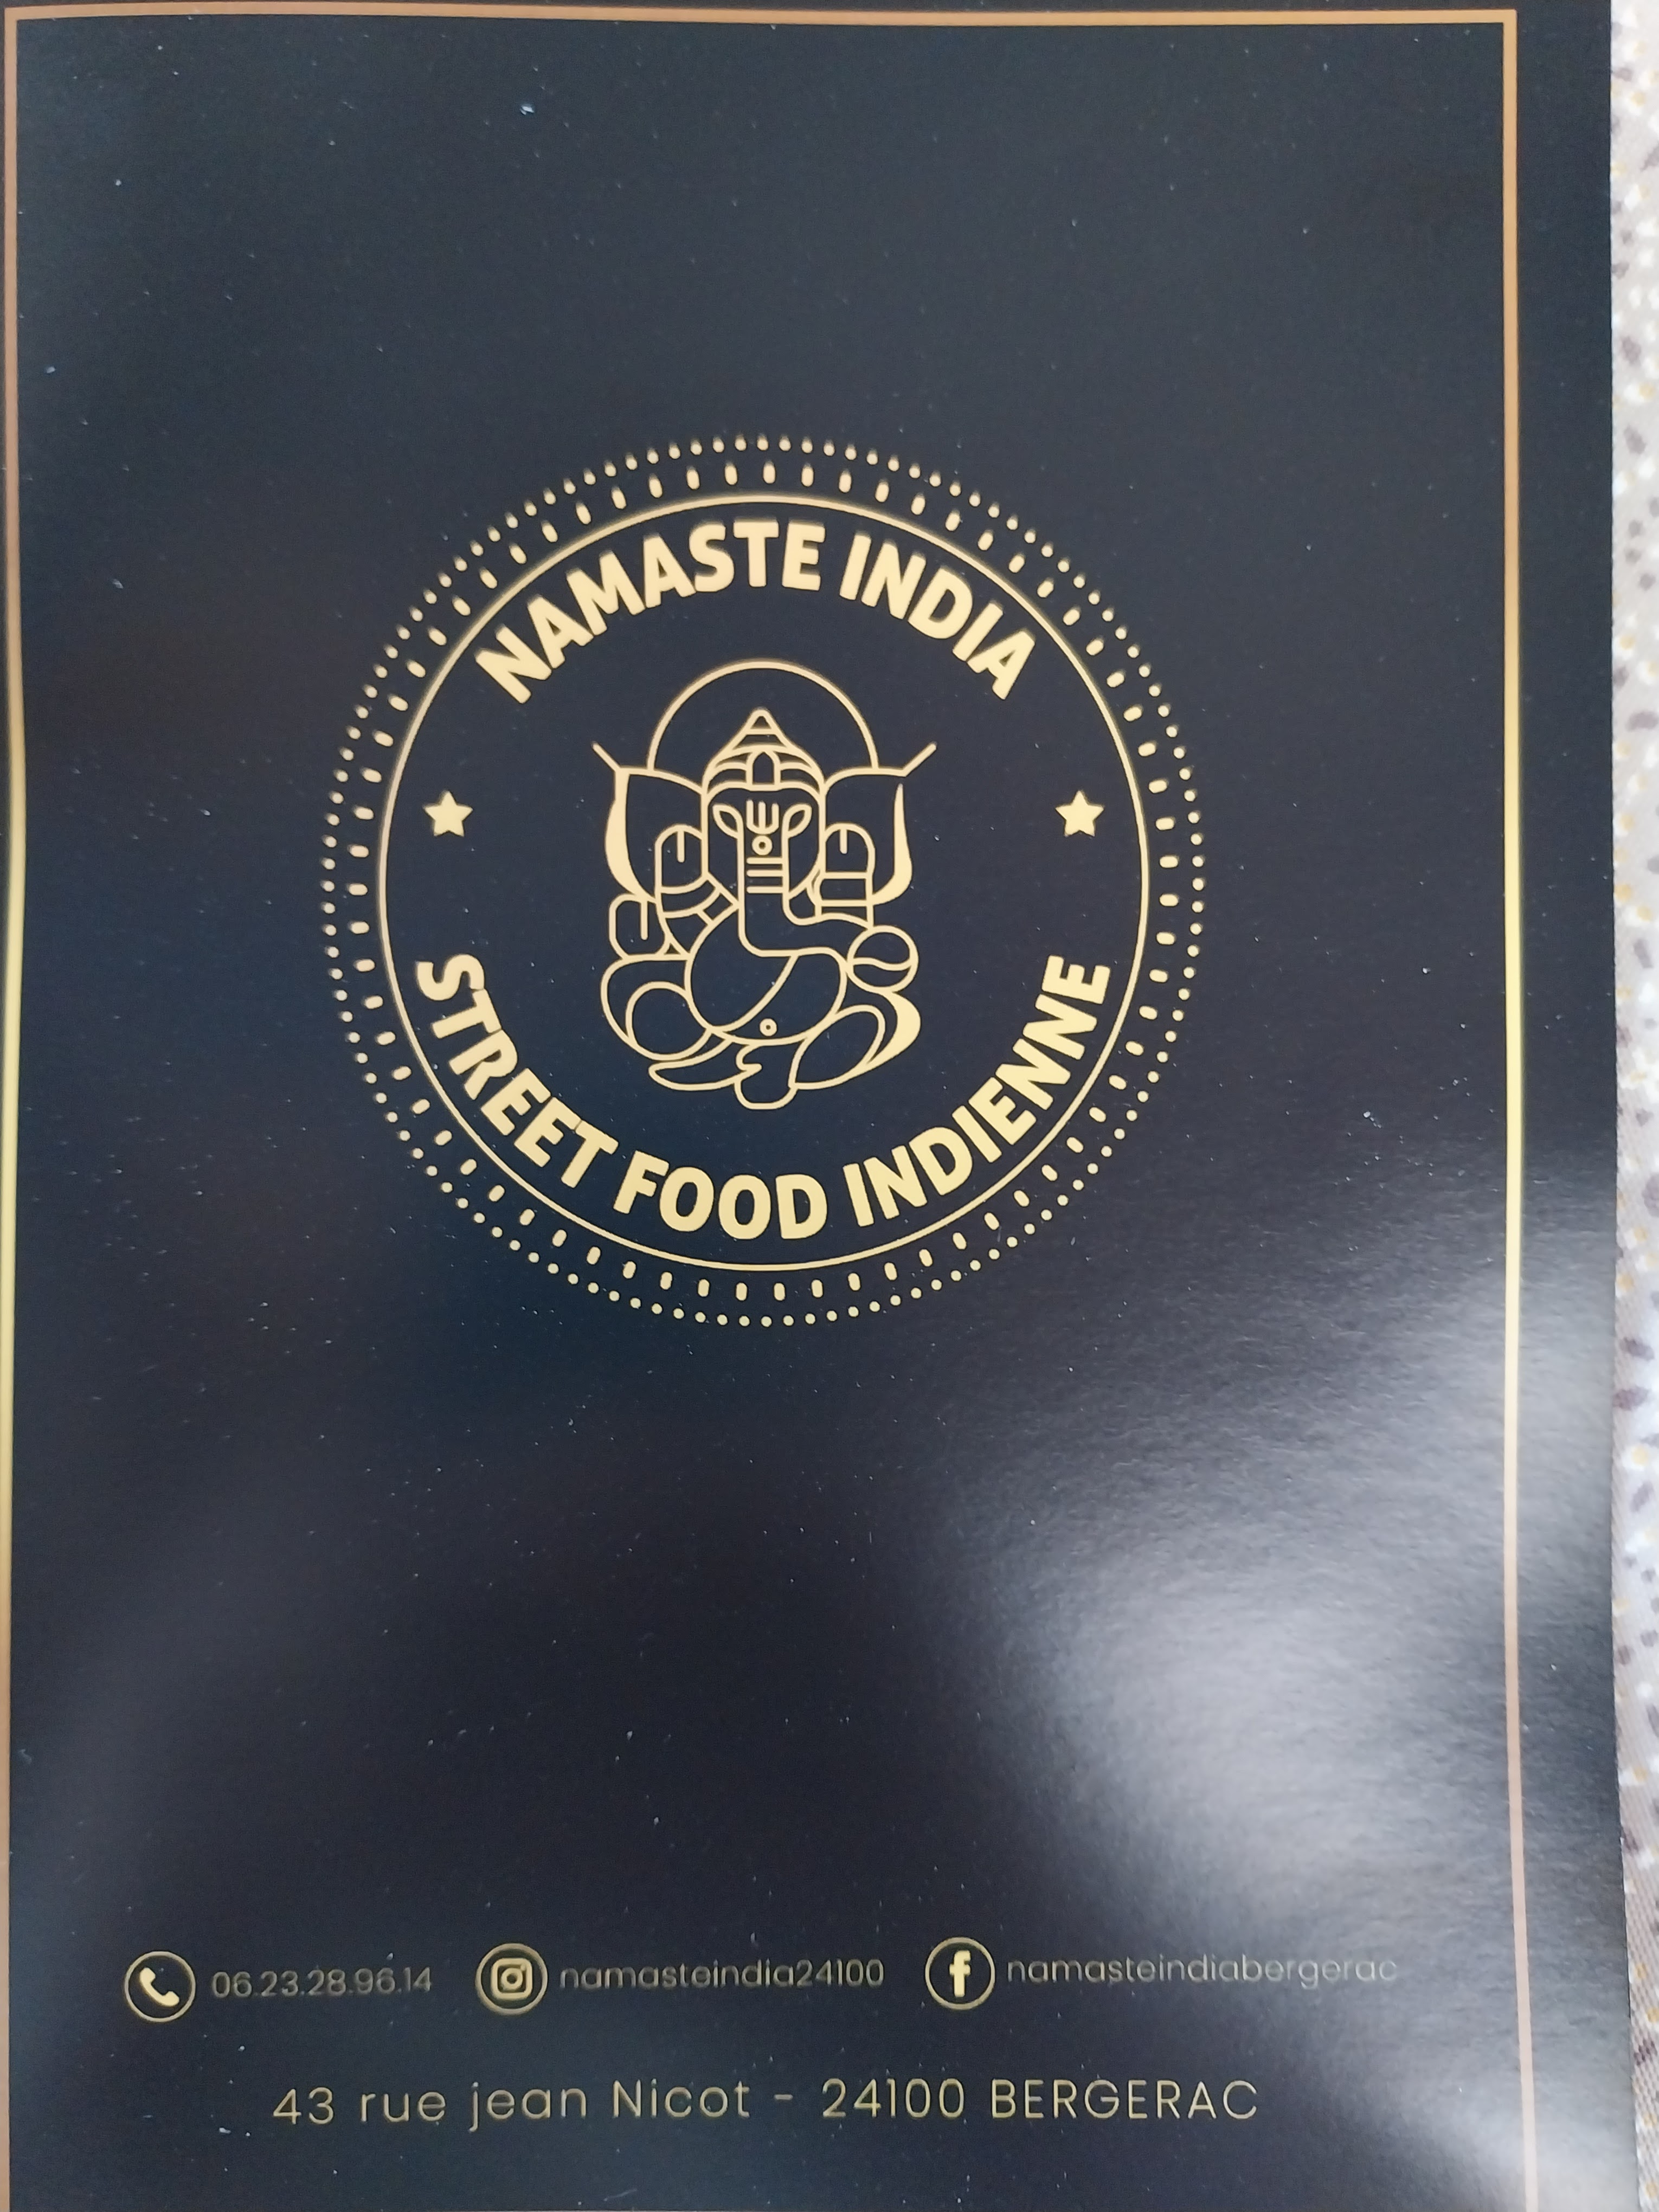 NAMASTE INDIA
STREET FOOD INDIENNE
06.23.28.96.14 namasteindia24100 namasteindiabergerac
43 rue jean Nicot - 24100 BERGERAC